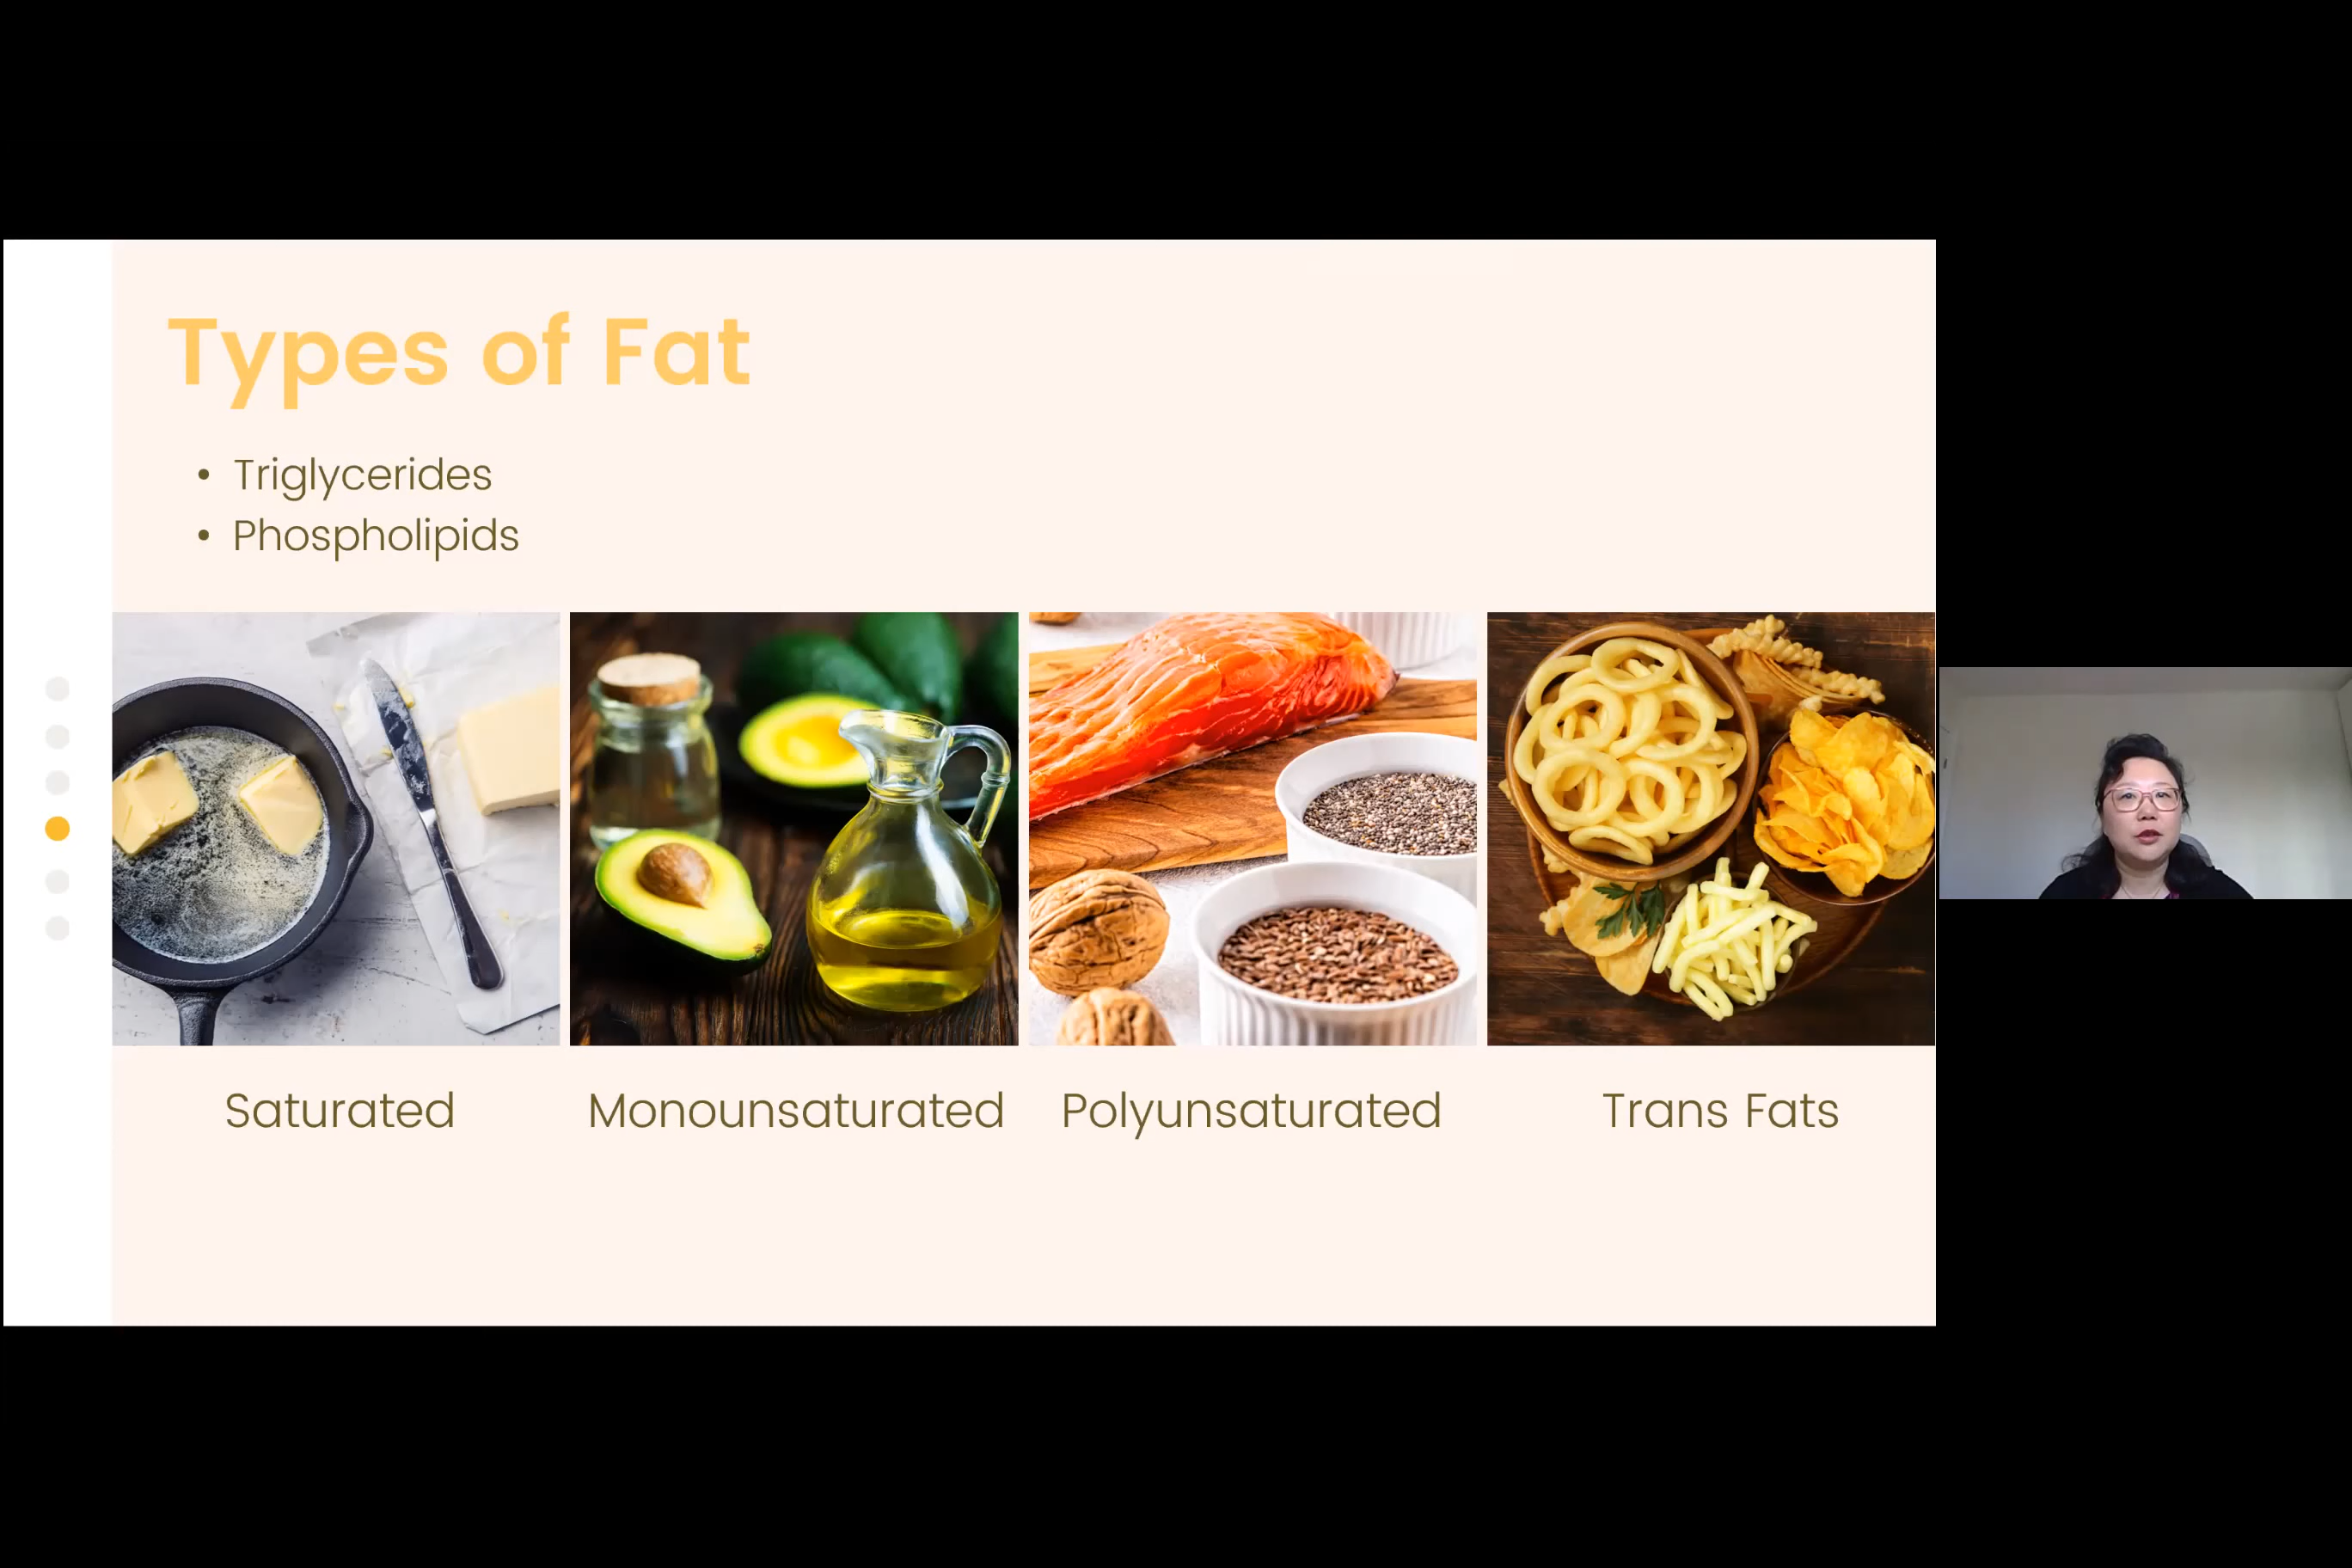 Types of Fat
• Triglycerides
• Phospholipids
Saturated
Monounsaturated
Polyunsaturated
Trans Fats